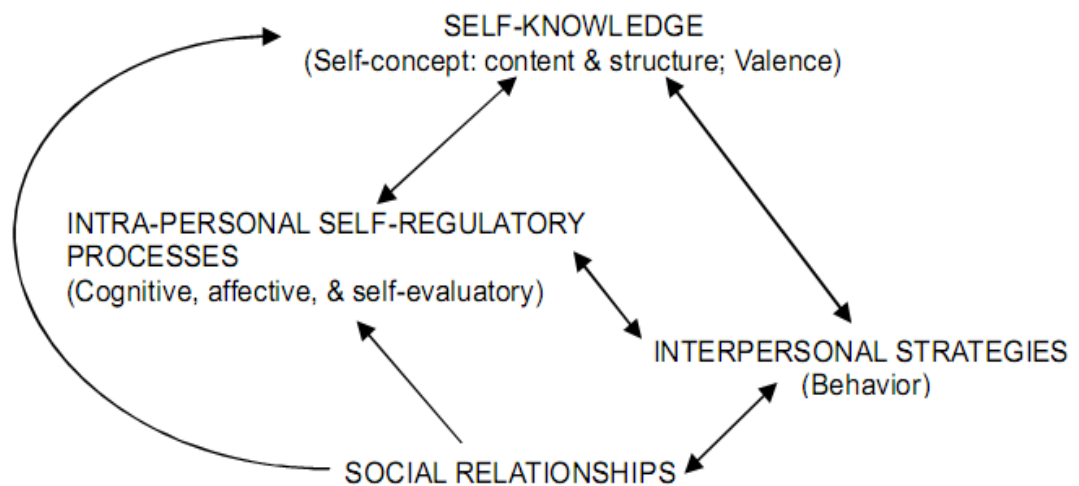 SELF-KNOWLEDGE
(Self-concept: content & structure; Valence)
INTRA-PERSONAL SELF-REGULATORY
PROCESSES
(Cognitive, affective, & self-evaluatory)
INTERPERSONAL STRATEGIES
(Behavior)
SOCIAL RELATIONSHIPS